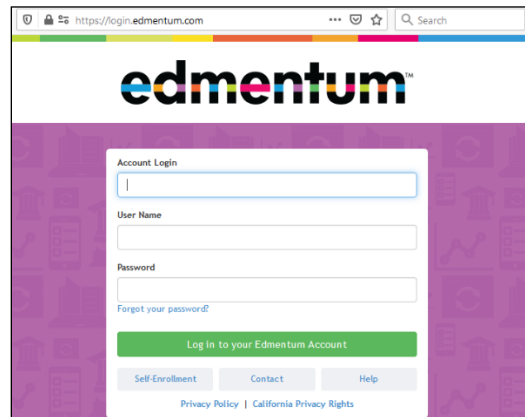 https://login.edmentum.com
Search
edmentum™
Account Login
User Name
Password
Forgot your password?
Log in to your Edmentum Account
Self-Enrollment Contact Help
Privacy Policy | California Privacy Rights